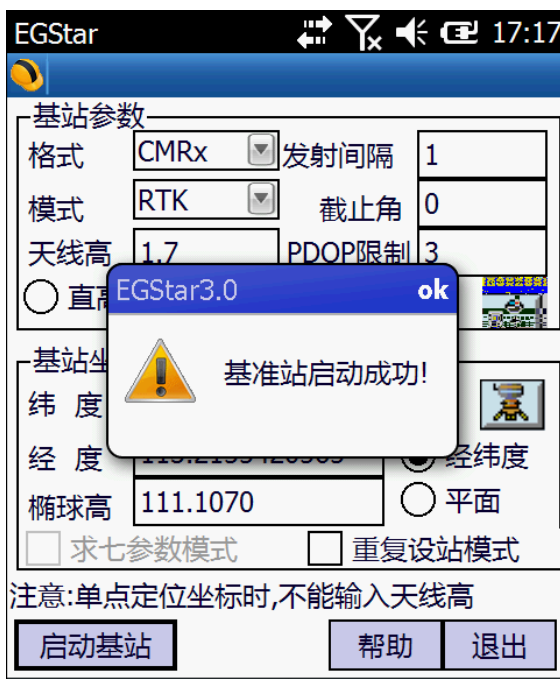 EGStar 17:17
基站参数
格式 CMRx 发射间隔 1
模式 RTK 截止角 0
天线高 1.7 PDOP限制 3
直
EGStar3.0 ok
基准站启动成功!
基站坐
纬 度
经 度 经纬度
椭球高 111.1070 平面
求七参数模式 重复设站模式
注意:单点定位坐标时,不能输入天线高
启动基站 帮助 退出